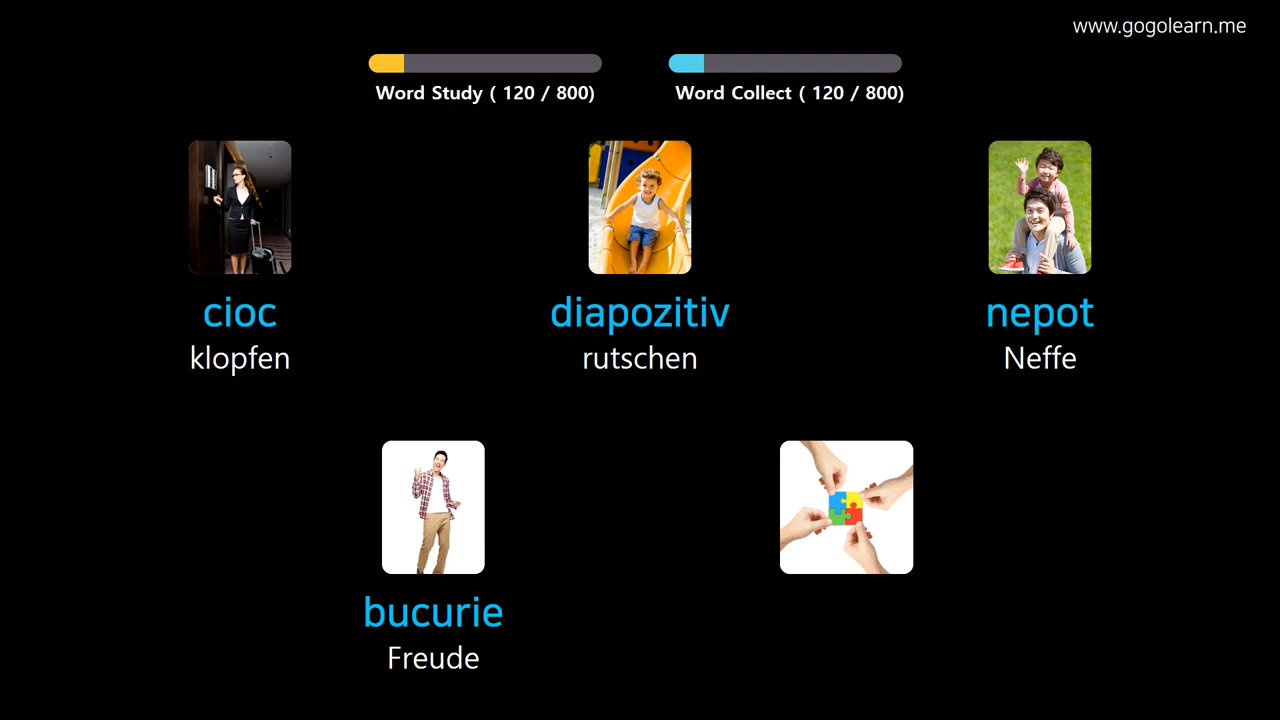 www.gogolearn.me
Word Study ( 120 / 800)
Word Collect ( 120 / 800)
cioc
klopfen
diapozitiv
rutschen
nepot
Neffe
bucurie
Freude